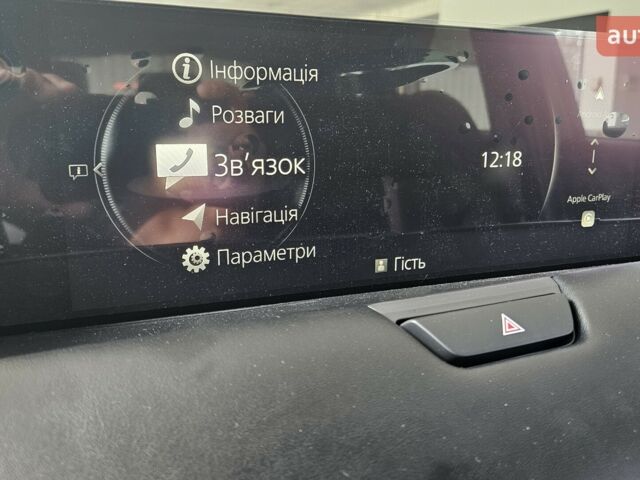 aut
Інформація
Розваги
Зв’язок
Навігація
Параметри
12:18
Apple CarPlay
Гість